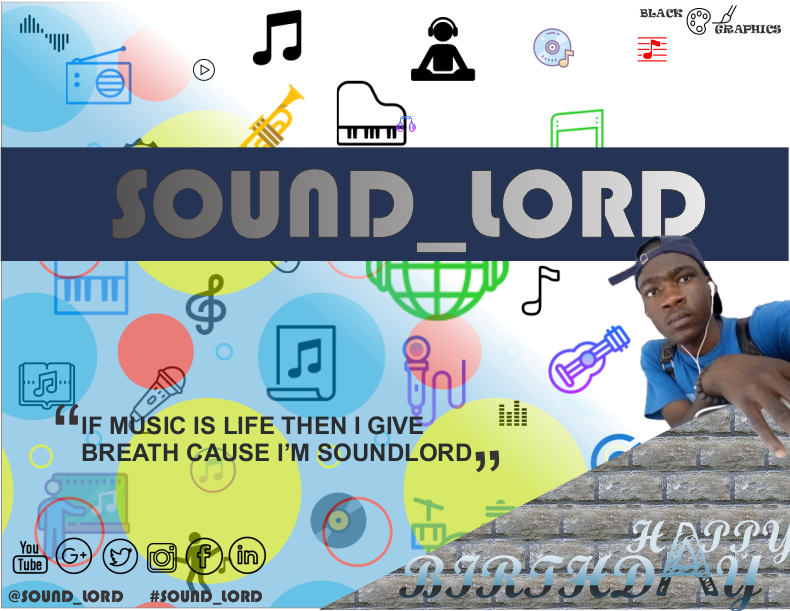 BLACK
GRAPHICS
SOUND_LORD
“IF MUSIC IS LIFE THEN I GIVE
BREATH CAUSE I’M SOUNDLORD„
You
Tube
G+
f
in
@SOUND_LORD #SOUND_LORD
HAPPY
BIRTHDAY